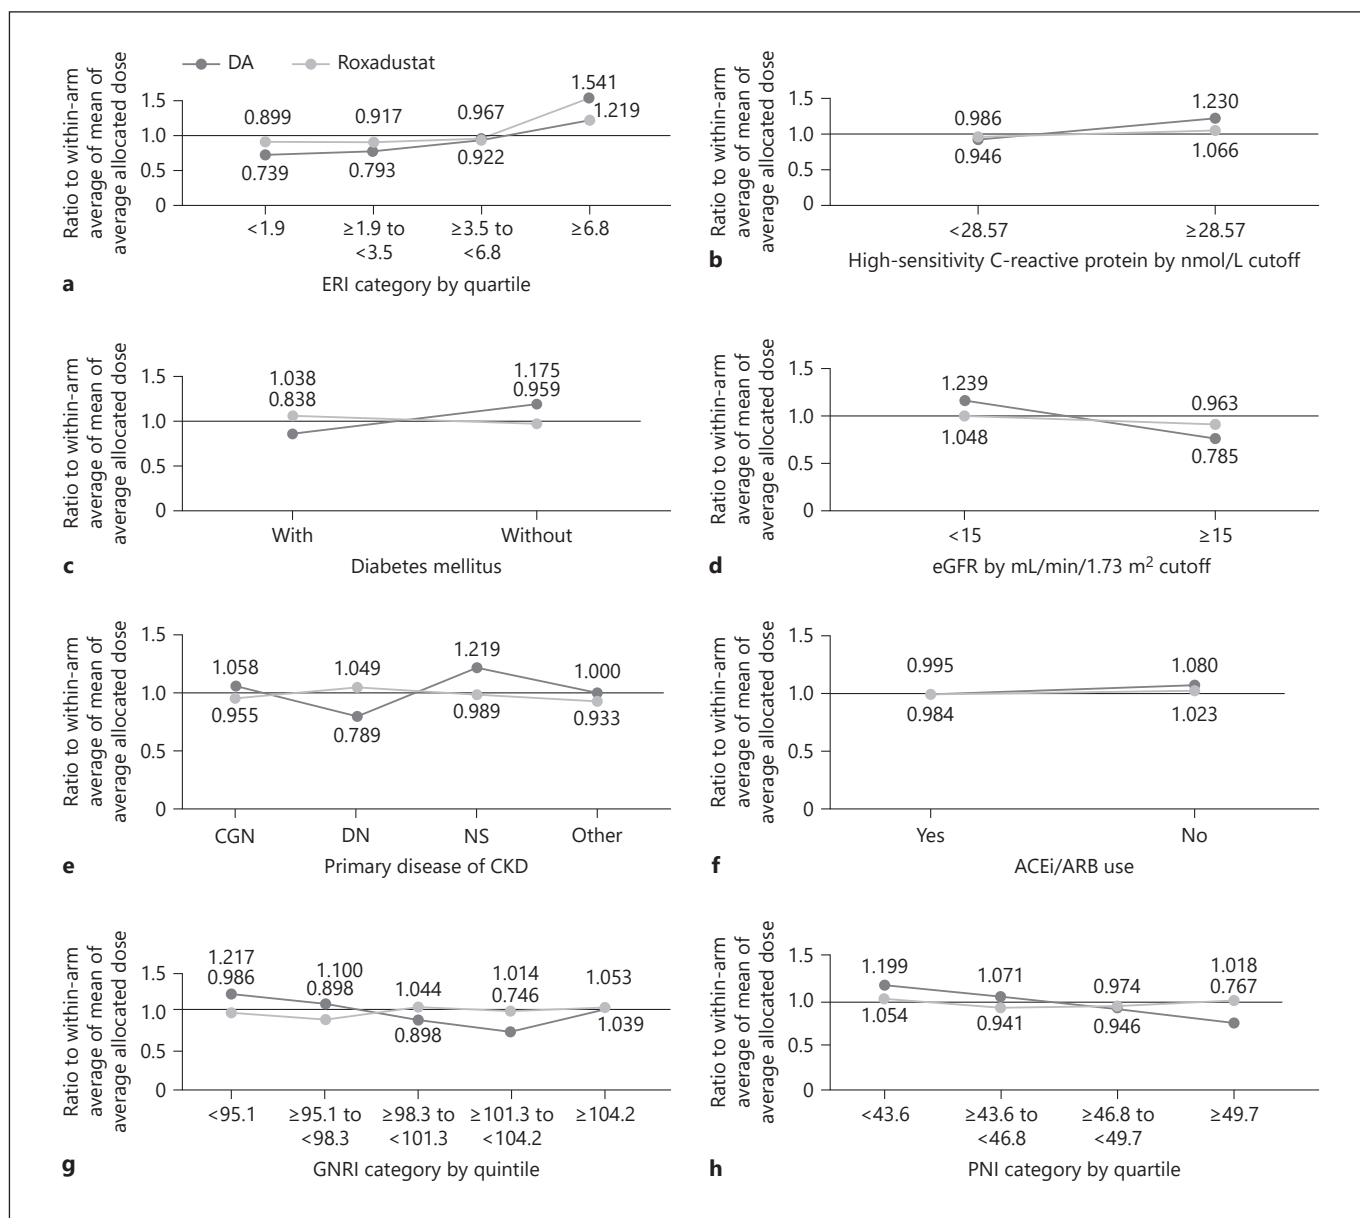 DA
Roxadustat
Ratio to within-arm
average of mean of
average allocated dose
1.5
1.0
0.5
0
0.899
0.917
0.967
1.541
1.219
0.739
0.793
0.922
<1.9
≥1.9 to
<3.5
≥3.5 to
<6.8
≥6.8
a
ERI category by quartile
Ratio to within-arm
average of mean of
average allocated dose
1.5
1.0
0.5
0
0.986
0.946
1.230
1.066
<28.57
≥28.57
b
High-sensitivity C-reactive protein by nmol/L cutoff
Ratio to within-arm
average of mean of
average allocated dose
1.5
1.0
0.5
0
1.038
0.838
1.175
0.959
With
Without
c
Diabetes mellitus
Ratio to within-arm
average of mean of
average allocated dose
1.5
1.0
0.5
0
1.239
1.048
0.963
0.785
<15
≥15
d
eGFR by mL/min/1.73 m² cutoff
Ratio to within-arm
average of mean of
average allocated dose
1.5
1.0
0.5
0
1.058
0.955
1.049
0.789
1.219
0.989
1.000
0.933
CGN
DN
NS
Other
e
Primary disease of CKD
Ratio to within-arm
average of mean of
average allocated dose
1.5
1.0
0.5
0
0.995
0.984
1.080
1.023
Yes
No
f
ACEi/ARB use
Ratio to within-arm
average of mean of
average allocated dose
1.5
1.0
0.5
0
1.217
0.986
1.100
0.898
1.044
0.898
1.014
0.746
1.053
1.039
<95.1
≥95.1 to
<98.3
≥98.3 to
<101.3
≥101.3 to
<104.2
≥104.2
g
GNRI category by quintile
Ratio to within-arm
average of mean of
average allocated dose
1.5
1.0
0.5
0
1.199
1.054
1.071
0.941
0.974
0.946
1.018
0.767
<43.6
≥43.6 to
<46.8
≥46.8 to
<49.7
≥49.7
h
PNI category by quartile